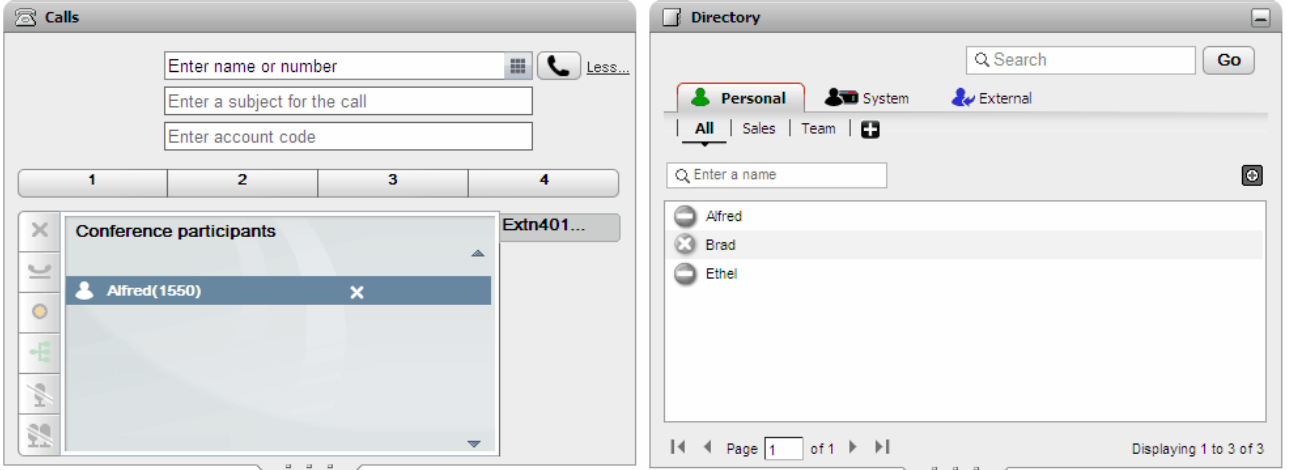 Calls
Enter name or number
Less...
Enter a subject for the call
Enter account code
1 2 3 4
Conference participants
Extn401...
Alfred(1550)
Directory
Search Go
Personal System External
All Sales Team
Enter a name
Alfred
Brad
Ethel
Page 1 of 1
Displaying 1 to 3 of 3